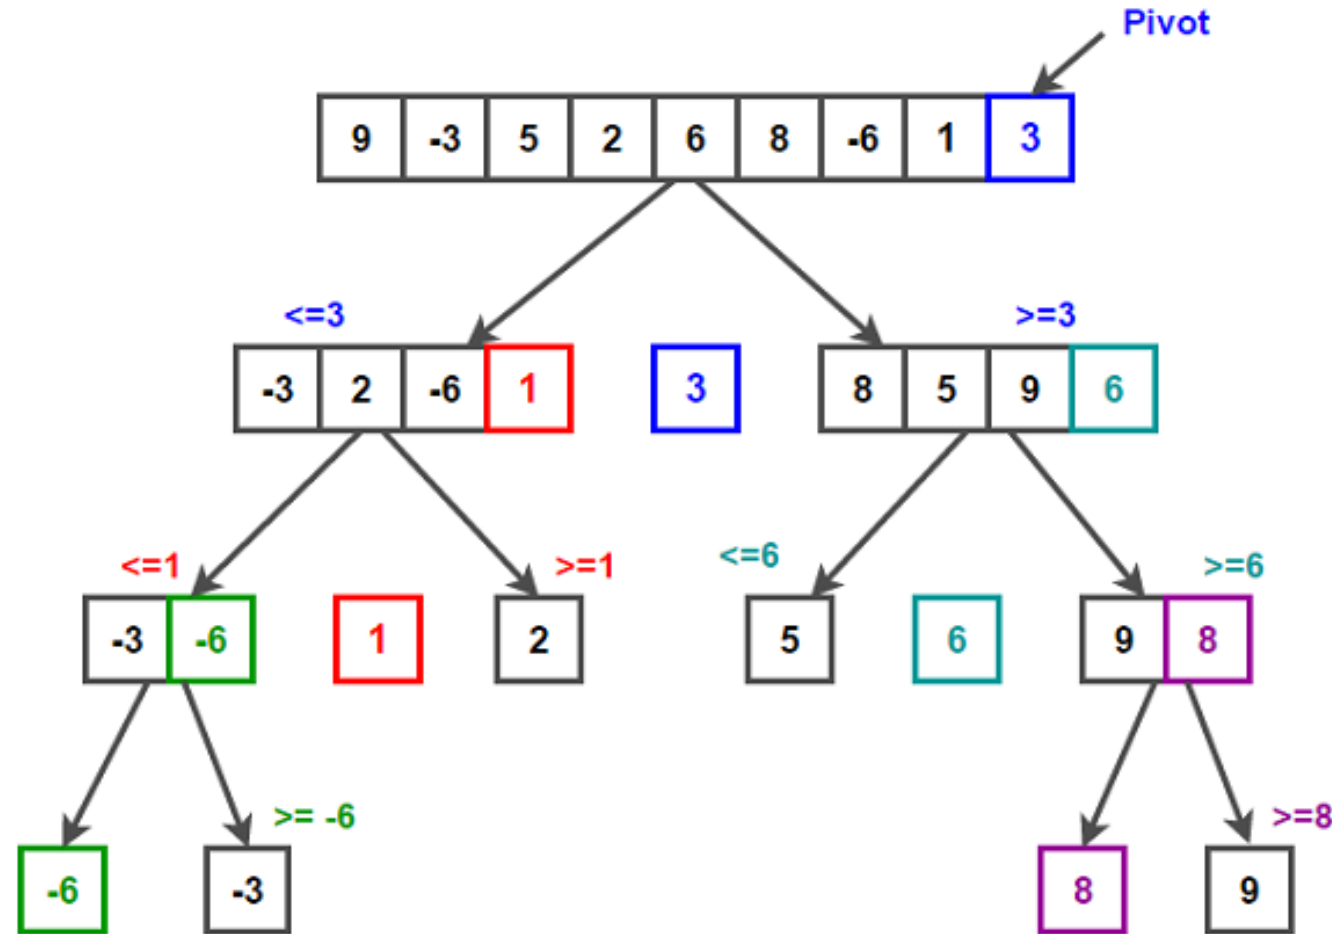 Pivot
9 -3 5 2 6 8 -6 1 3
<=3 >=3
-3 2 -6 1 3 8 5 9 6
<=1 >=1 <=6 >=6
-3 -6 1 2 5 6 9 8
>= -6 >=8
-6 -3 8 9